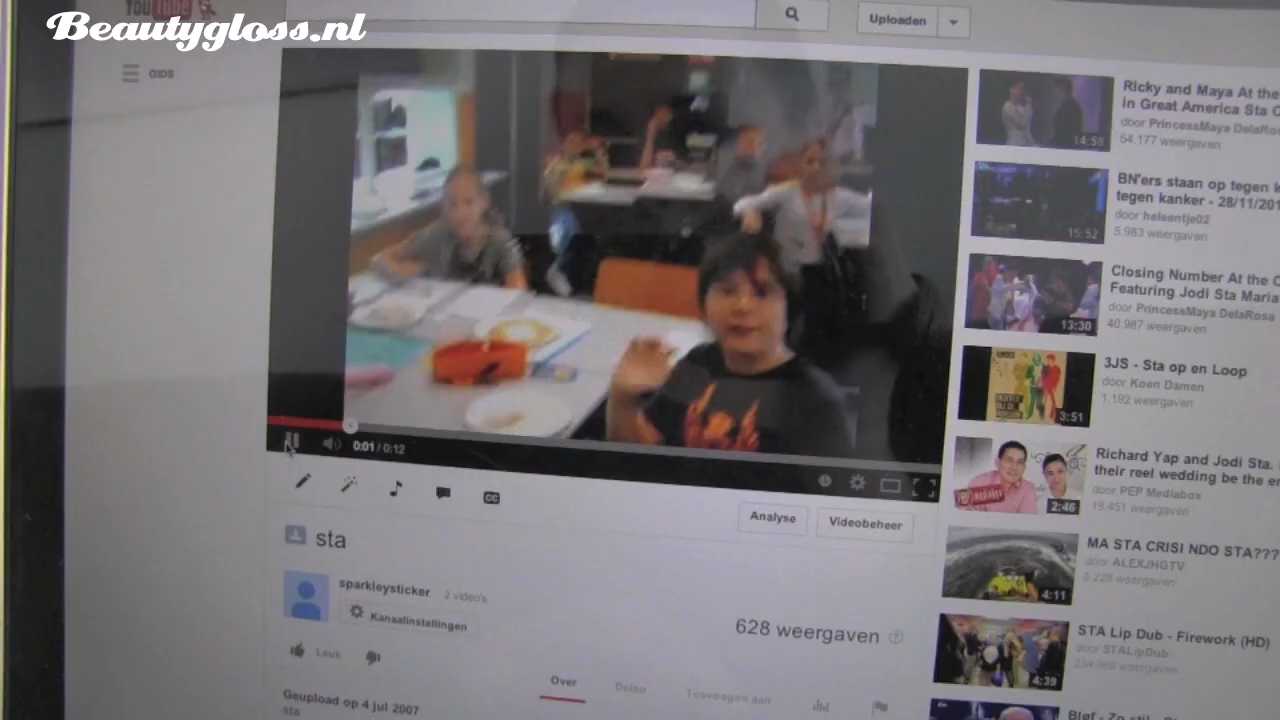 Beautygloss.nl
YouTube
Uploaden
GIDS
0:01 / 0:12
CC
Analyse
Videobeheer
sta
sparkleysticker 2 video's
Kanaalinstellingen
628 weergaven
Leuk
Over
Delen
Toevoegen aan
Geupload op 4 jul 2007
sta
Ricky and Maya At the
in Great America Sta
door PrincessMaya DelaRo
54.177 weergaven
14:58
BN'ers staan op tegen k
tegen kanker - 28/11/201
door heleentje02
5.983 weergaven
15:52
Closing Number At the
Featuring Jodi Sta Maria
door PrincessMaya DelaRosa
40.987 weergaven
13:30
3JS - Sta op en Loop
door Koen Damen
1.192 weergaven
3:51
Richard Yap and Jodi Sta.
their reel wedding be the
door PEP Mediabox
19.451 weergaven
2:46
MA STA CRISI NDO STA???
door ALEXJHGTV
6.228 weergaven
4:11
STA Lip Dub - Firework (HD)
door STALipDub
weergaven
4:39